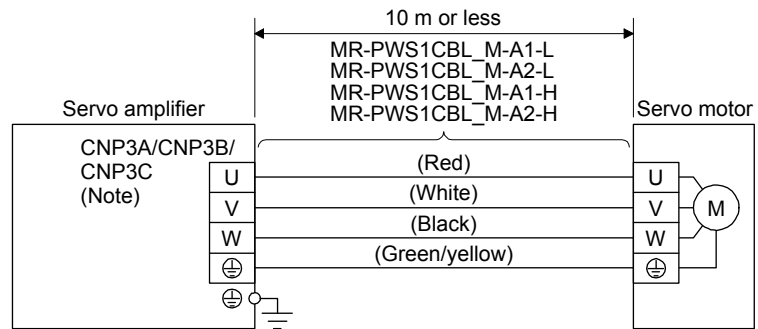 10 m or less
MR-PWS1CBL_M-A1-L
MR-PWS1CBL_M-A2-L
MR-PWS1CBL_M-A1-H
MR-PWS1CBL_M-A2-H
Servo amplifier
Servo motor
CNP3A/CNP3B/
CNP3C
(Note)
U (Red) U
V (White) V
W (Black) W
(Green/yellow)
M